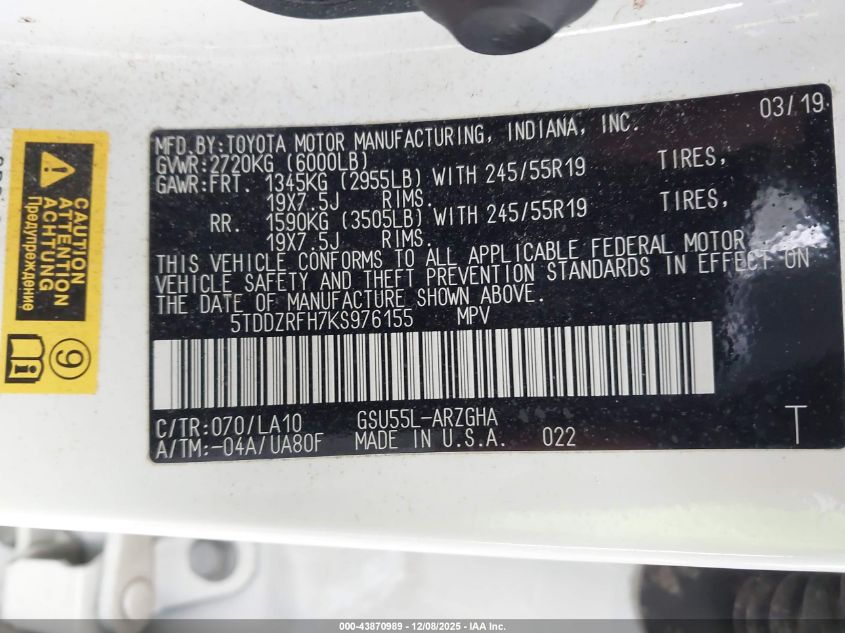 03/19
MFD.BY:TOYOTA MOTOR MANUFACTURING, INDIANA, INC.
GVWR:2720KG (6000LB)
GAWR:FRT. 1345KG (2955LB) WITH 245/55R19 TIRES,
19X7.5J RIMS.
RR. 1590KG (3505LB) WITH 245/55R19 TIRES,
19X7.5J RIMS.
THIS VEHICLE CONFORMS TO ALL APPLICABLE FEDERAL MOTOR
VEHICLE SAFETY AND THEFT PREVENTION STANDARDS IN EFFECT ON
THE DATE OF MANUFACTURE SHOWN ABOVE.
5TDDZRFH7KS976155 MPV
C/TR:070/LA10 GSU55L-ARZGHA
A/TM:-04A/UA80F MADE IN U.S.A. 022 T
CAUTION
ATTENTION
ACHTUNG
Предупреждение
9
000-43870989 - 12/08/2025 - IAA Inc.